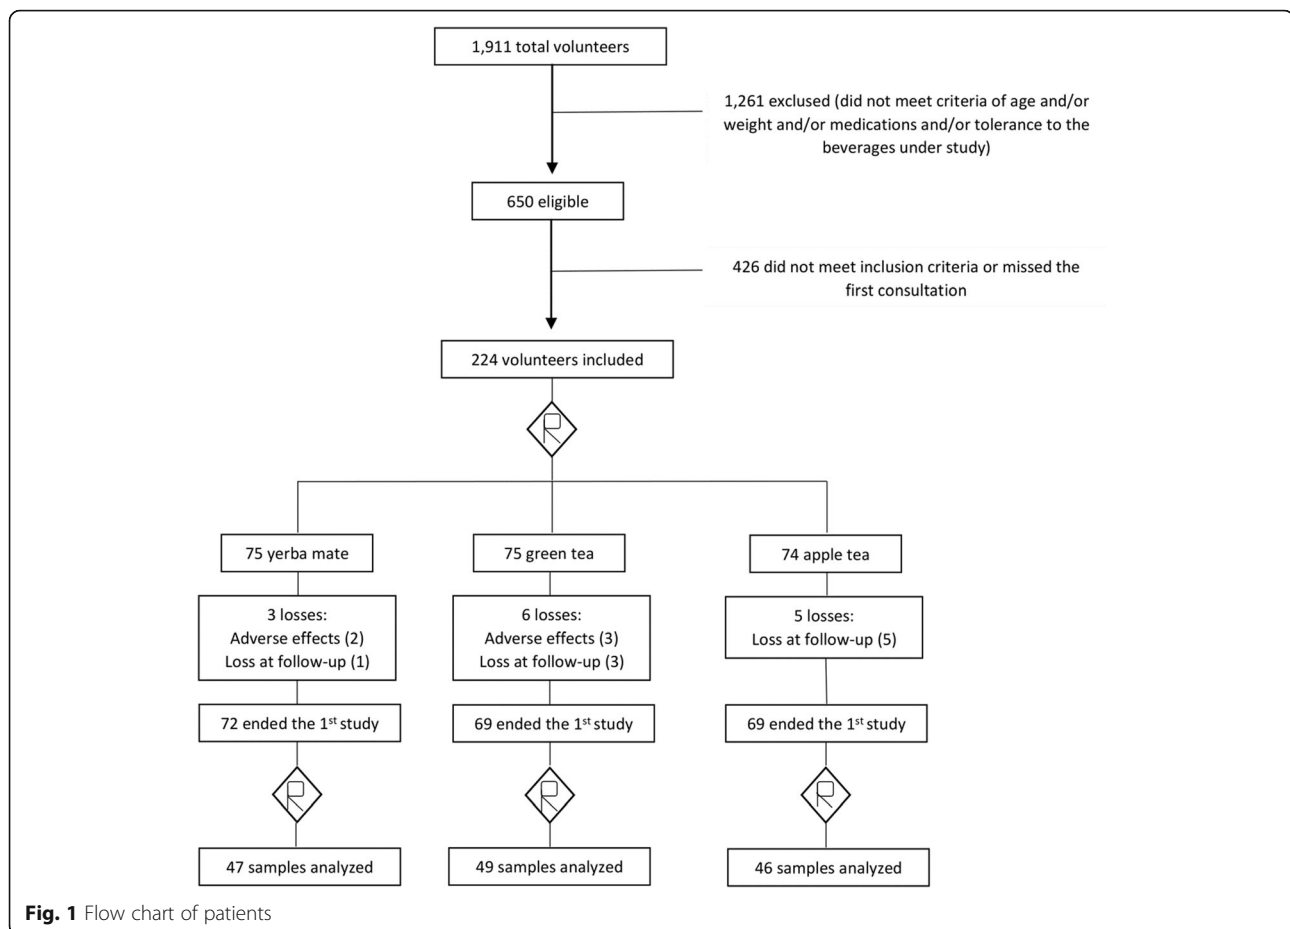 1,911 total volunteers
1,261 exclused (did not meet criteria of age and/or
weight and/or medications and/or tolerance to the
beverages under study)
650 eligible
426 did not meet inclusion criteria or missed the
first consultation
224 volunteers included
R
75 yerba mate
75 green tea
74 apple tea
3 losses:
Adverse effects (2)
Loss at follow-up (1)
6 losses:
Adverse effects (3)
Loss at follow-up (3)
5 losses:
Loss at follow-up (5)
72 ended the 1st study
69 ended the 1st study
69 ended the 1st study
R
R
R
47 samples analyzed
49 samples analyzed
46 samples analyzed
Fig. 1 Flow chart of patients